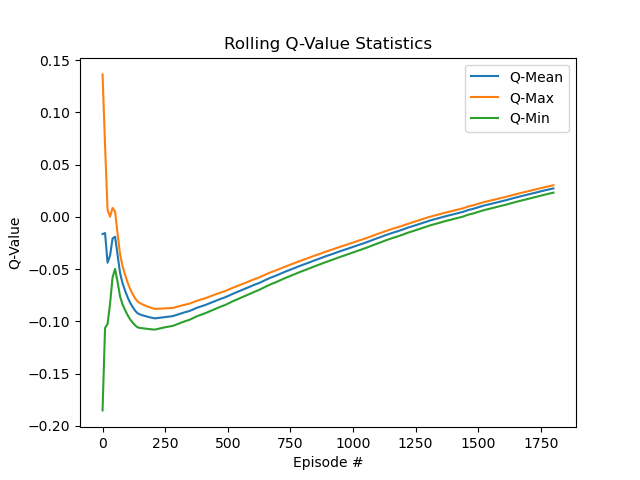 Rolling Q-Value Statistics
Q-Mean
Q-Max
Q-Min
Q-Value
0.15
0.10
0.05
0.00
−0.05
−0.10
−0.15
−0.20
0 250 500 750 1000 1250 1500 1750
Episode #